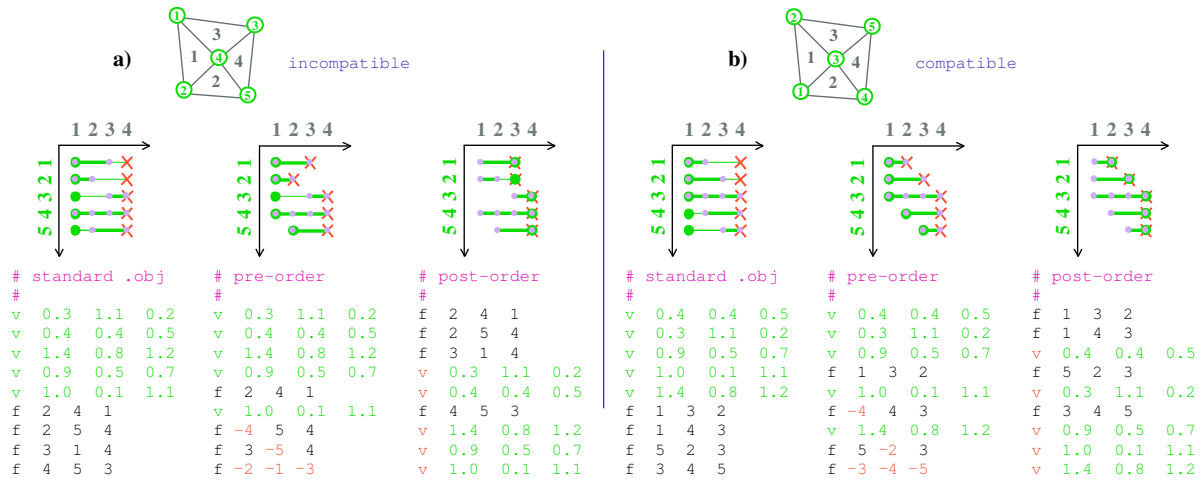 a)
1
3
3
4
1
4
2
2
5
incompatible
1 2 3 4
5 4 3 2 1
# standard .obj
#
v 0.3 1.1 0.2
v 0.4 0.4 0.5
v 1.4 0.8 1.2
v 0.9 0.5 0.7
v 1.0 0.1 1.1
f 2 4 1
f 2 5 4
f 3 1 4
f 4 5 3
1 2 3 4
5 4 3 2 1
# pre-order
#
v 0.3 1.1 0.2
v 0.4 0.4 0.5
v 1.4 0.8 1.2
v 0.9 0.5 0.7
f 2 4 1
v 1.0 0.1 1.1
f -4 5 4
f 3 -5 4
f -2 -1 -3
1 2 3 4
5 4 3 2 1
# post-order
#
f 2 4 1
f 2 5 4
f 3 1 4
v 0.3 1.1 0.2
v 0.4 0.4 0.5
f 4 5 3
v 1.4 0.8 1.2
v 0.9 0.5 0.7
v 1.0 0.1 1.1
b)
2
5
3
3
1
4
2
1
4
compatible
1 2 3 4
5 4 3 2 1
# standard .obj
#
v 0.4 0.4 0.5
v 0.3 1.1 0.2
v 0.9 0.5 0.7
v 1.0 0.1 1.1
v 1.4 0.8 1.2
f 1 3 2
f 1 4 3
f 5 2 3
f 3 4 5
1 2 3 4
5 4 3 2 1
# pre-order
#
v 0.4 0.4 0.5
v 0.3 1.1 0.2
v 0.9 0.5 0.7
f 1 3 2
v 1.0 0.1 1.1
f -4 4 3
v 1.4 0.8 1.2
f 5 -2 3
f -3 -4 -5
1 2 3 4
5 4 3 2 1
# post-order
#
f 1 3 2
f 1 4 3
v 0.4 0.4 0.5
f 5 2 3
v 0.3 1.1 0.2
f 3 4 5
v 0.9 0.5 0.7
v 1.0 0.1 1.1
v 1.4 0.8 1.2